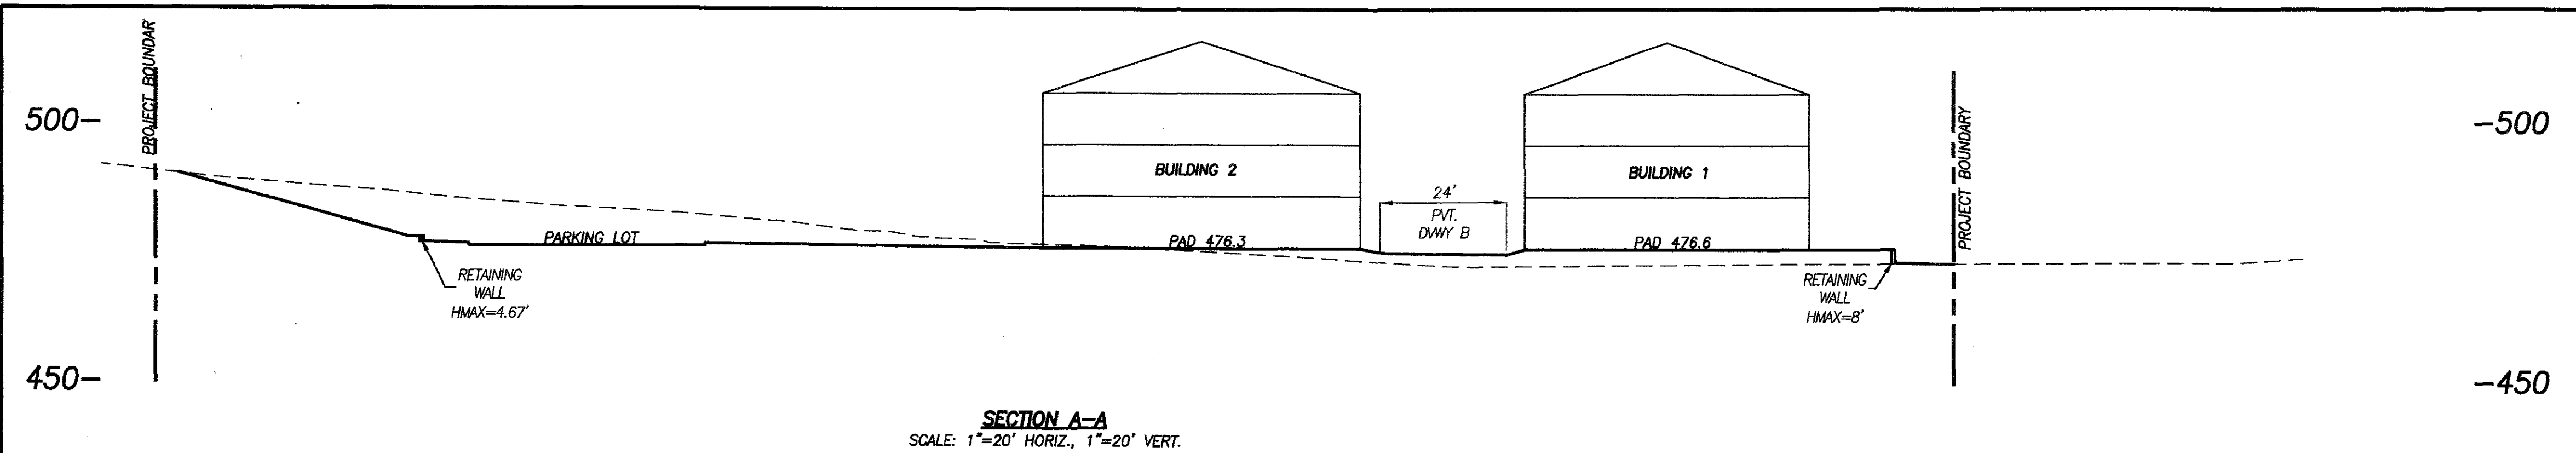 PROJECT BOUNDAR
500-
-500
PROJECT BOUNDARY
BUILDING 2
BUILDING 1
24'
PVT.
DVWY B
PARKING LOT
PAD 476.3
PAD 476.6
RETAINING
WALL
HMAX=4.67'
RETAINING
WALL
HMAX=8'
450-
-450
SECTION A-A
SCALE: 1"=20' HORIZ., 1"=20' VERT.